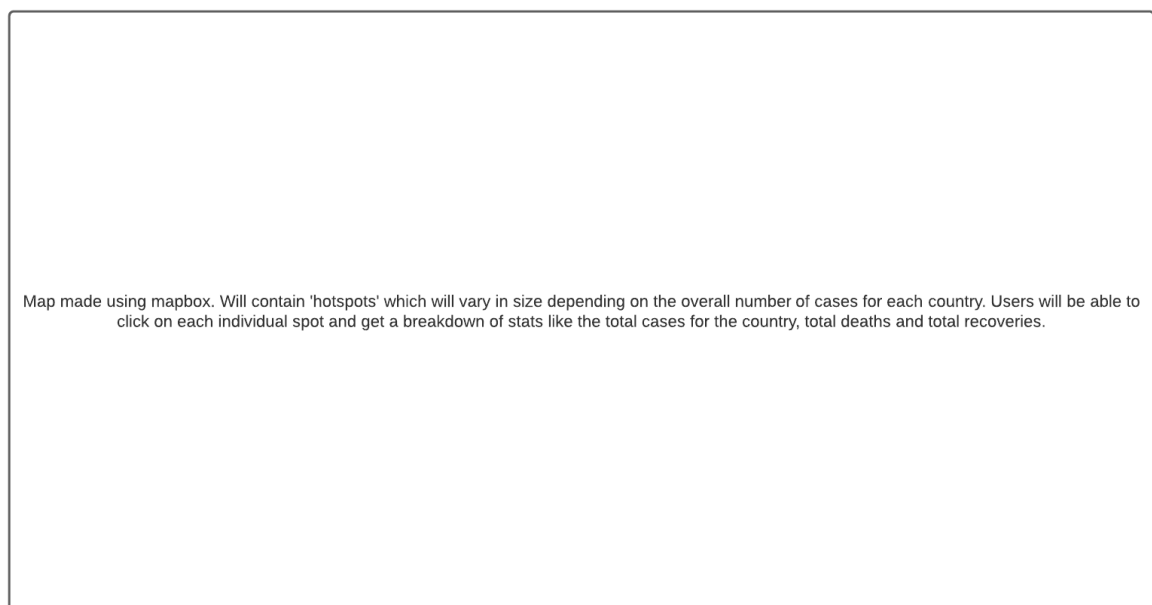 Map made using mapbox. Will contain 'hotspots' which will vary in size depending on the overall number of cases for each country. Users will be able to
click on each individual spot and get a breakdown of stats like the total cases for the country, total deaths and total recoveries.